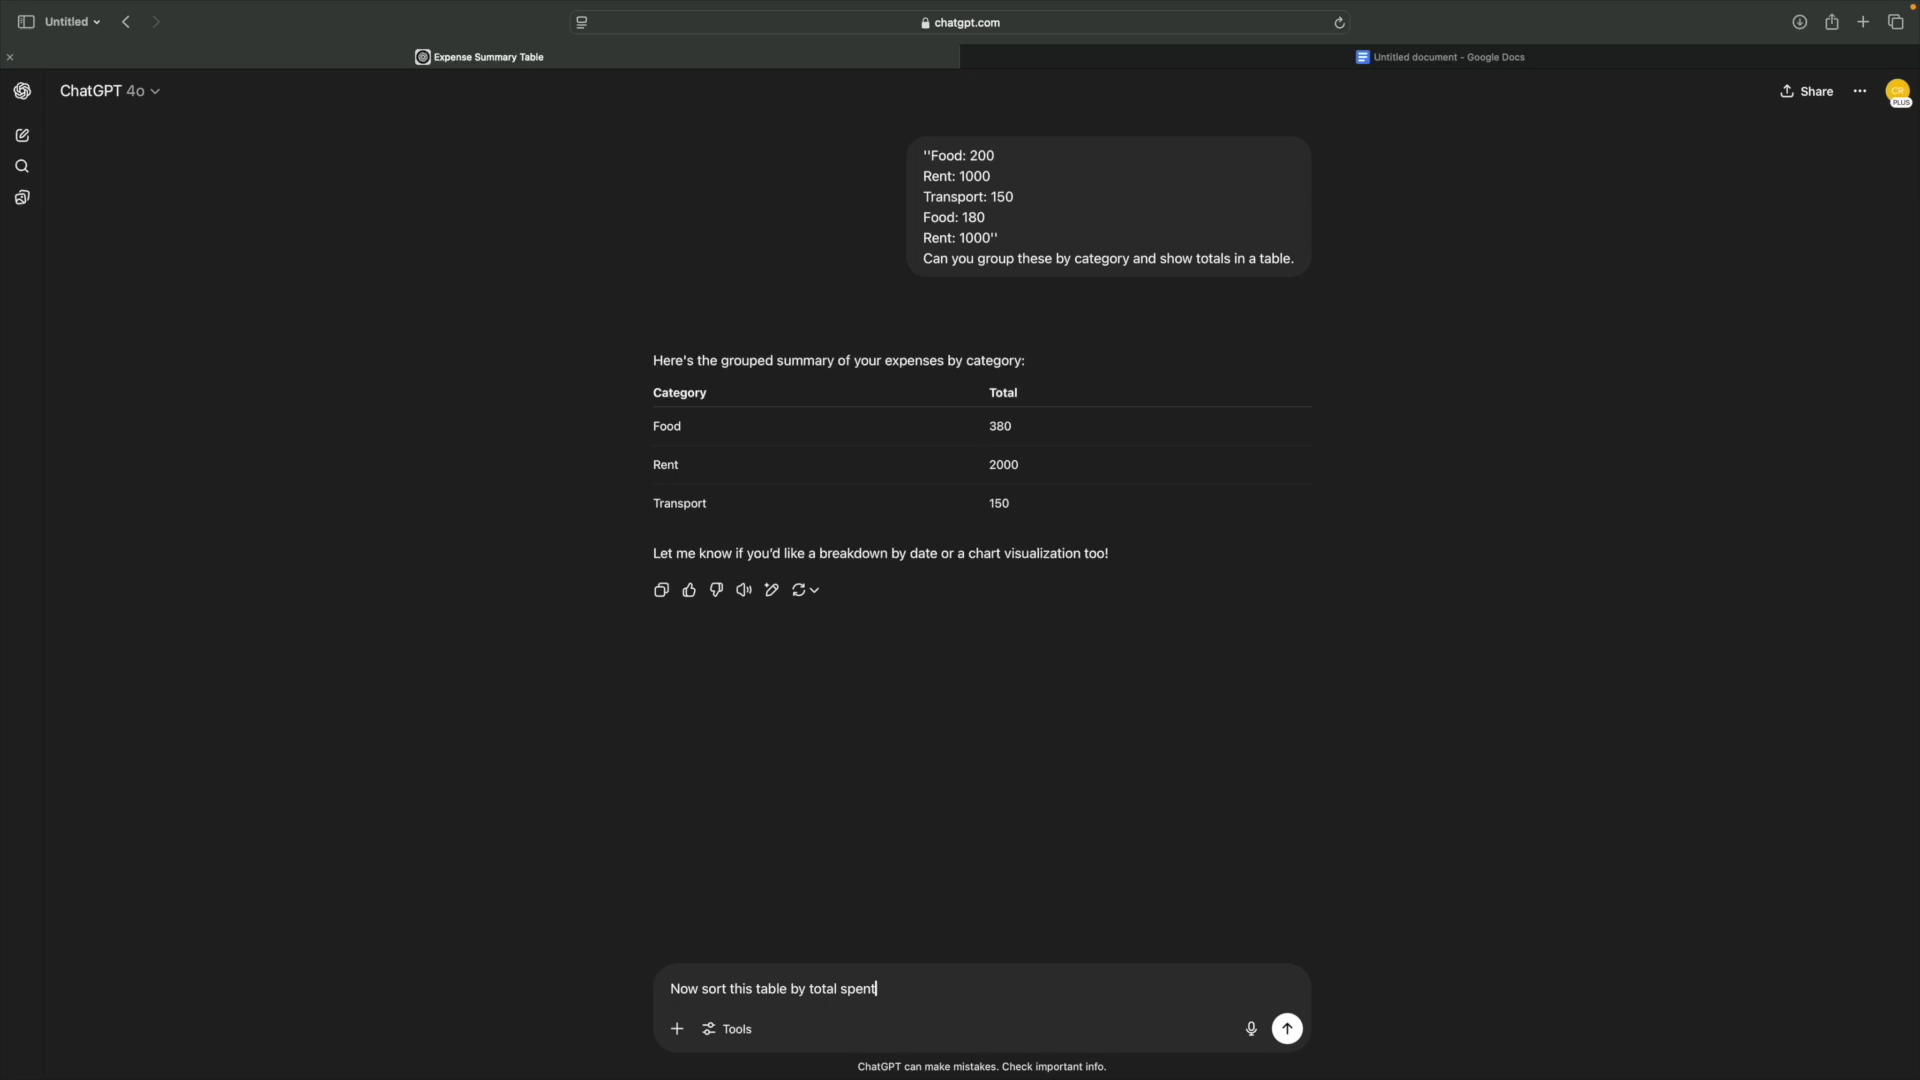 Untitled
chatgpt.com
Expense Summary Table
Untitled document - Google Docs
ChatGPT 4o
Share
CR
PLUS
''Food: 200
Rent: 1000
Transport: 150
Food: 180
Rent: 1000''
Can you group these by category and show totals in a table.
Here's the grouped summary of your expenses by category:
Category Total
Food 380
Rent 2000
Transport 150
Let me know if you'd like a breakdown by date or a chart visualization too!
Now sort this table by total spent
Tools
ChatGPT can make mistakes. Check important info.